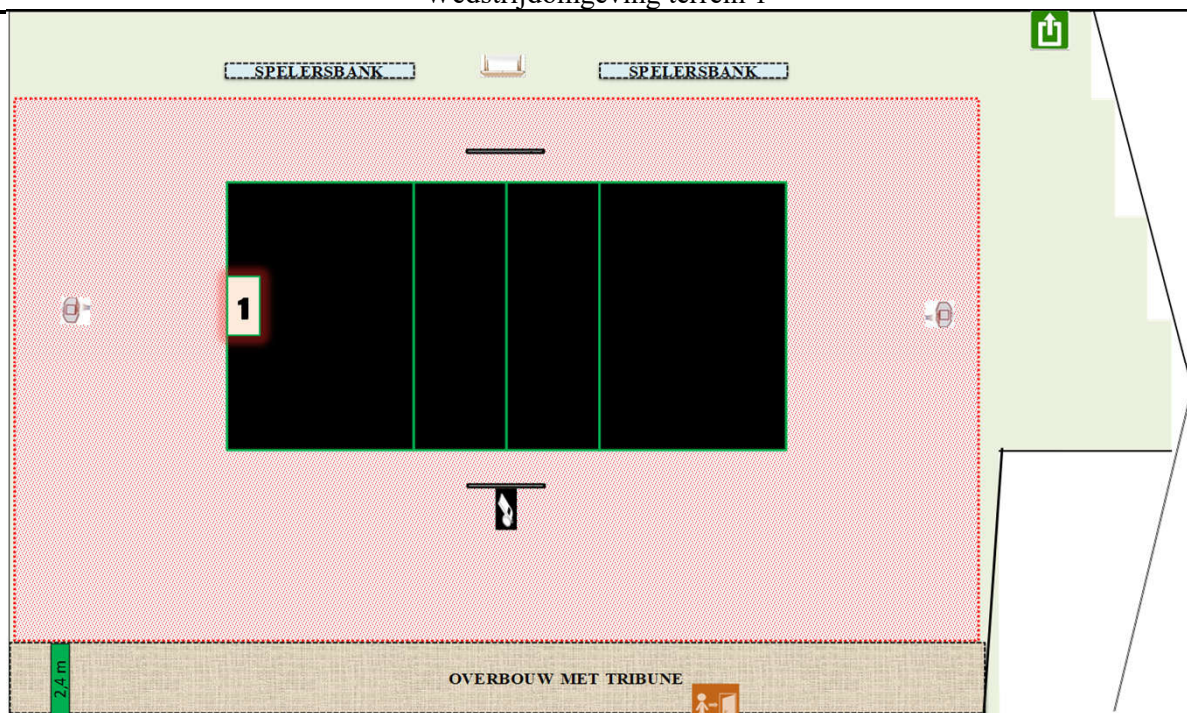 Wedstrijdomgeving terrein 1
SPELERSBANK
SPELERSBANK
1
OVERBOUW MET TRIBUNE
2,4 m